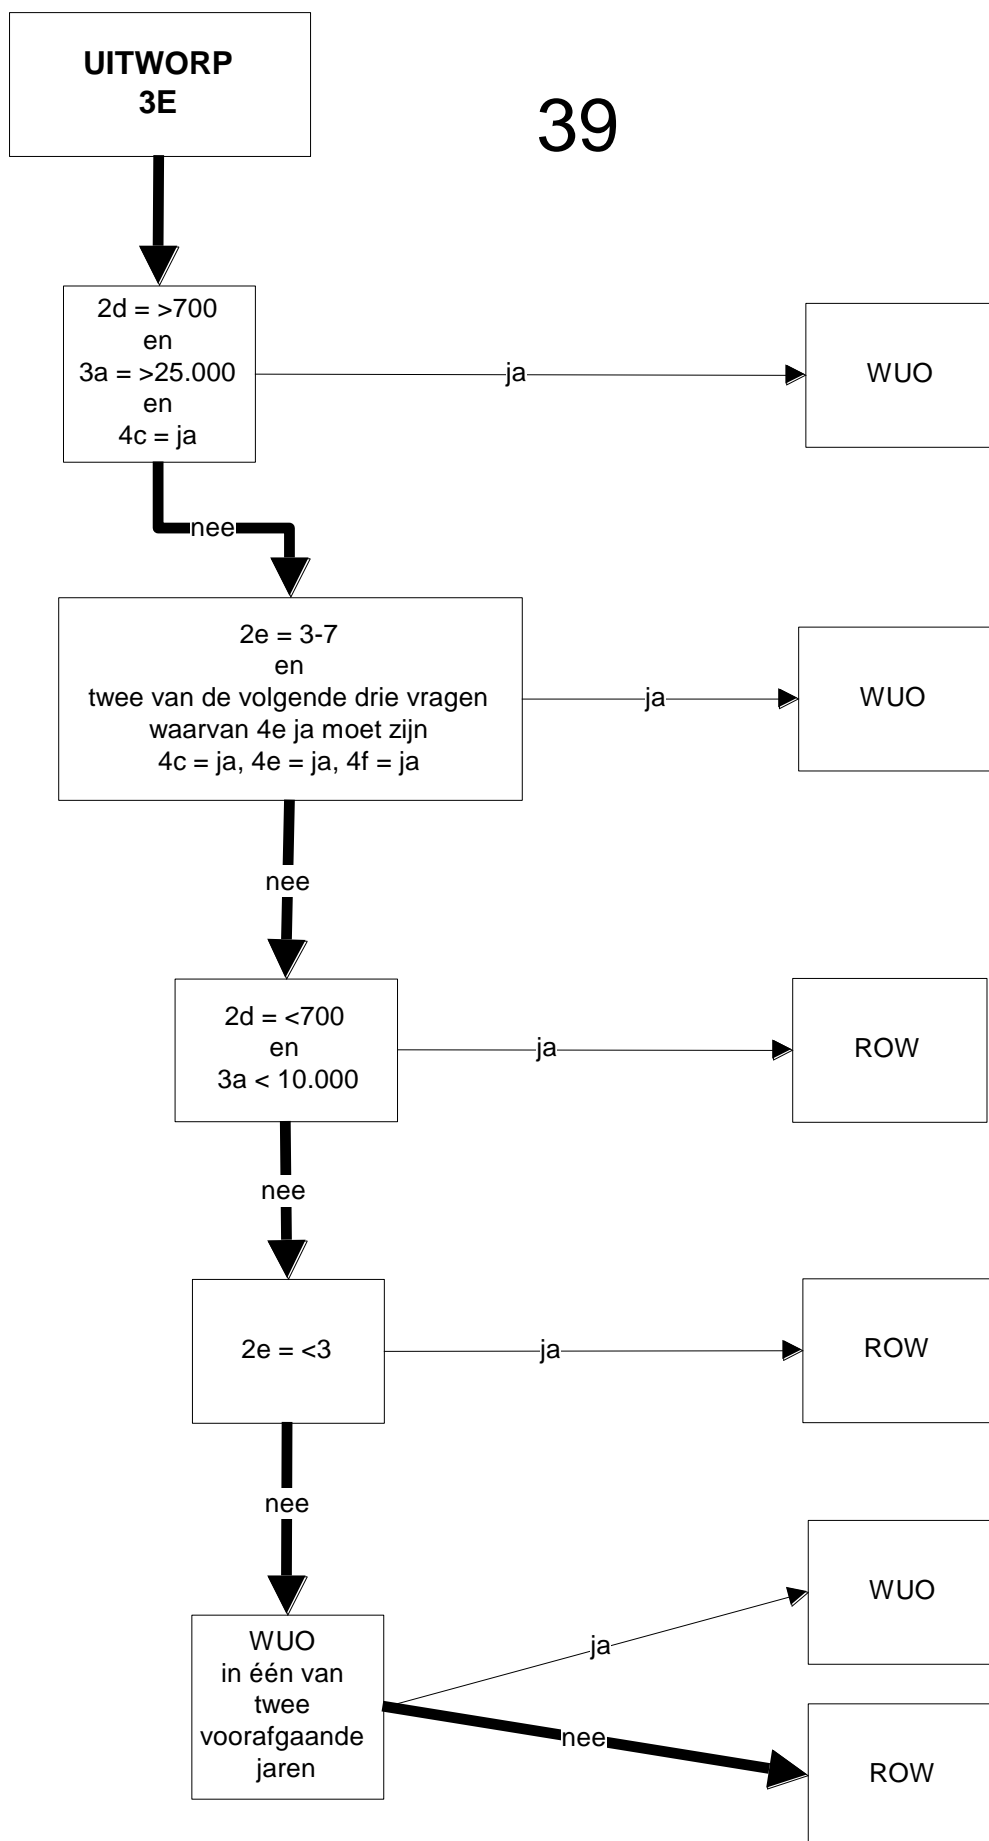 UITWORP
3E
39
2d = >700
en
3a = >25.000
en
4c = ja
ja
WUO
nee
2e = 3-7
en
twee van de volgende drie vragen
waarvan 4e ja moet zijn
4c = ja, 4e = ja, 4f = ja
ja
WUO
nee
2d = <700
en
3a < 10.000
ja
ROW
nee
2e = <3
ja
ROW
nee
WUO
in één van
twee
voorafgaande
jaren
ja
WUO
nee
ROW